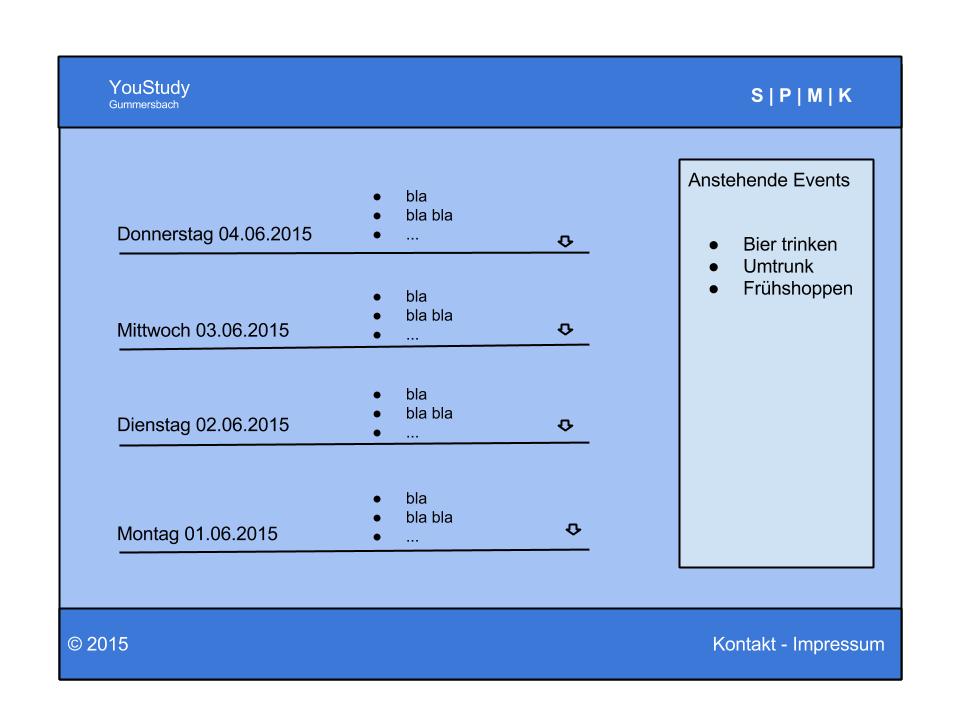 YouStudy
Gummersbach
S | P | M | K
Donnerstag 04.06.2015
● bla
● bla bla
● ...
Mittwoch 03.06.2015
● bla
● bla bla
● ...
Dienstag 02.06.2015
● bla
● bla bla
● ...
Montag 01.06.2015
● bla
● bla bla
● ...
Anstehende Events
● Bier trinken
● Umtrunk
● Frühshoppen
© 2015
Kontakt - Impressum